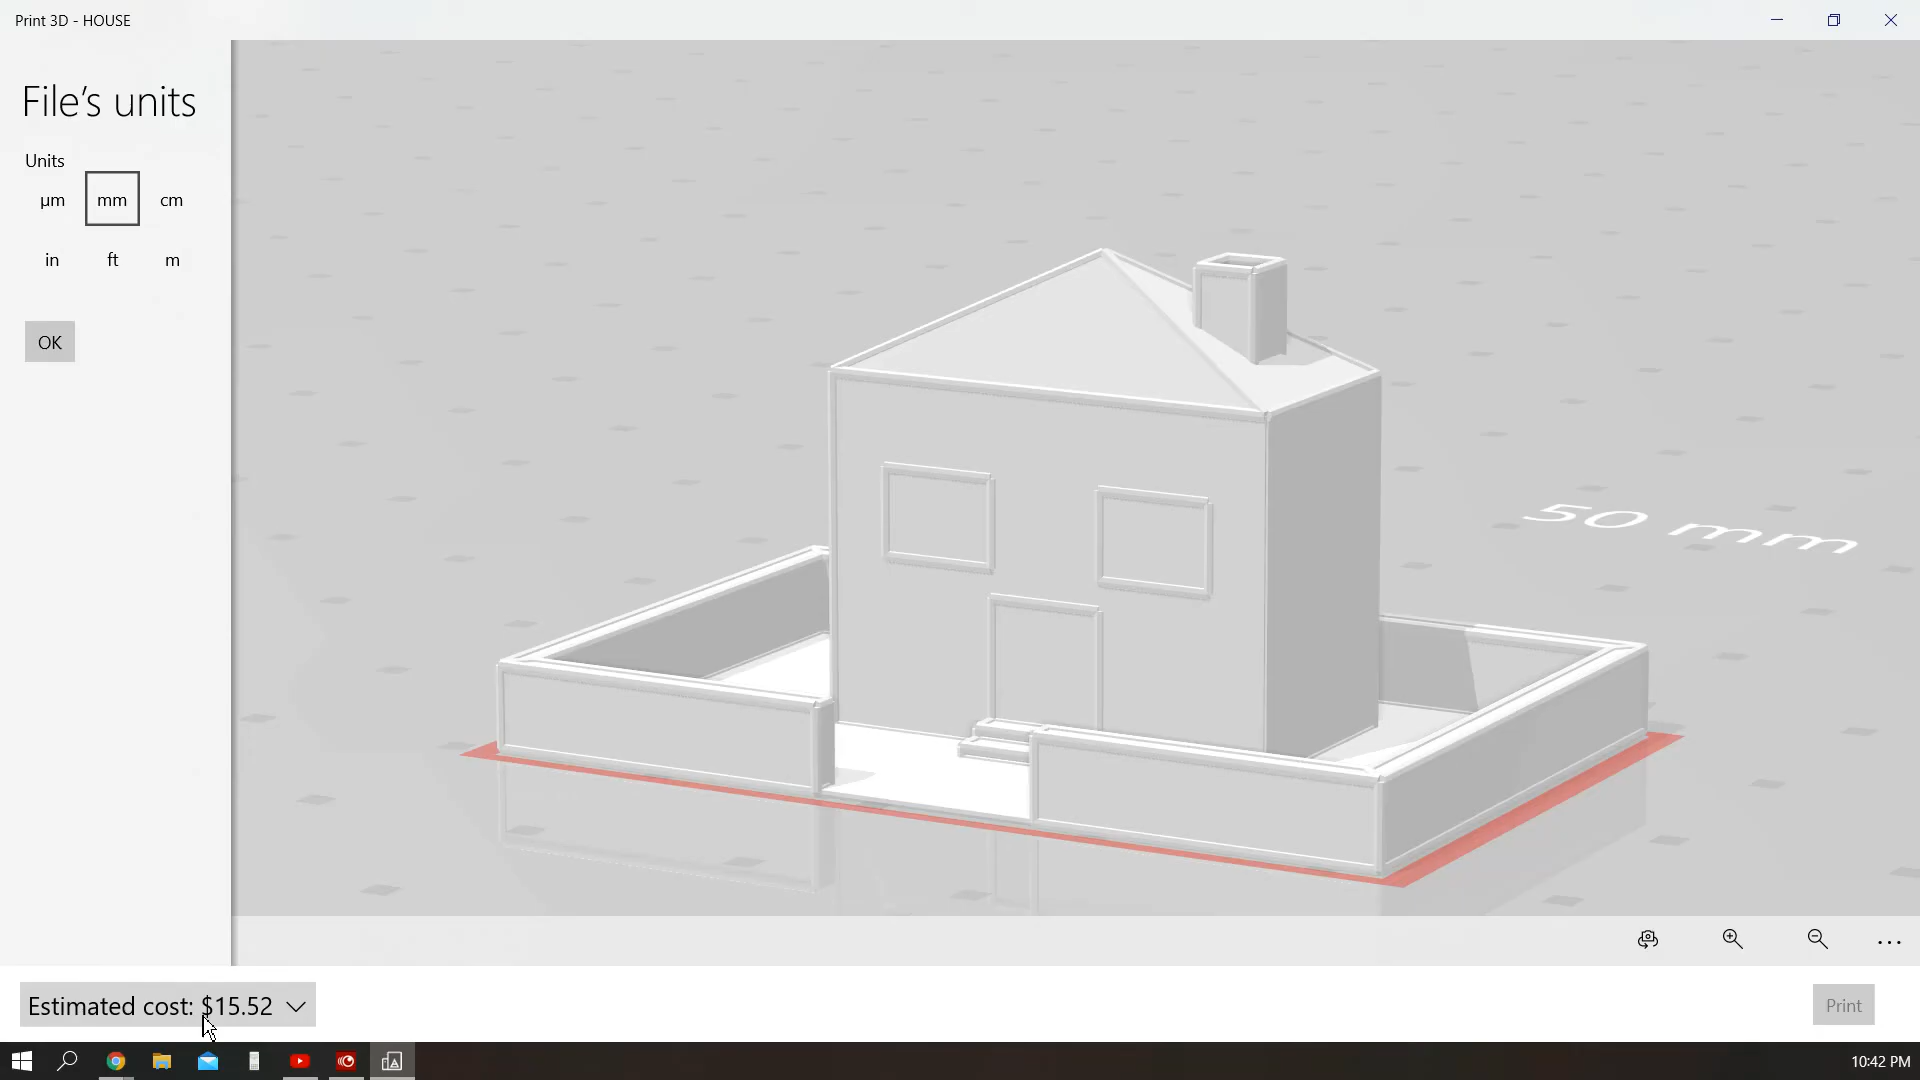 Print 3D - HOUSE
File's units
Units
µm mm cm
in ft m
OK
50 mm
Estimated cost: $15.52
Print
10:42 PM